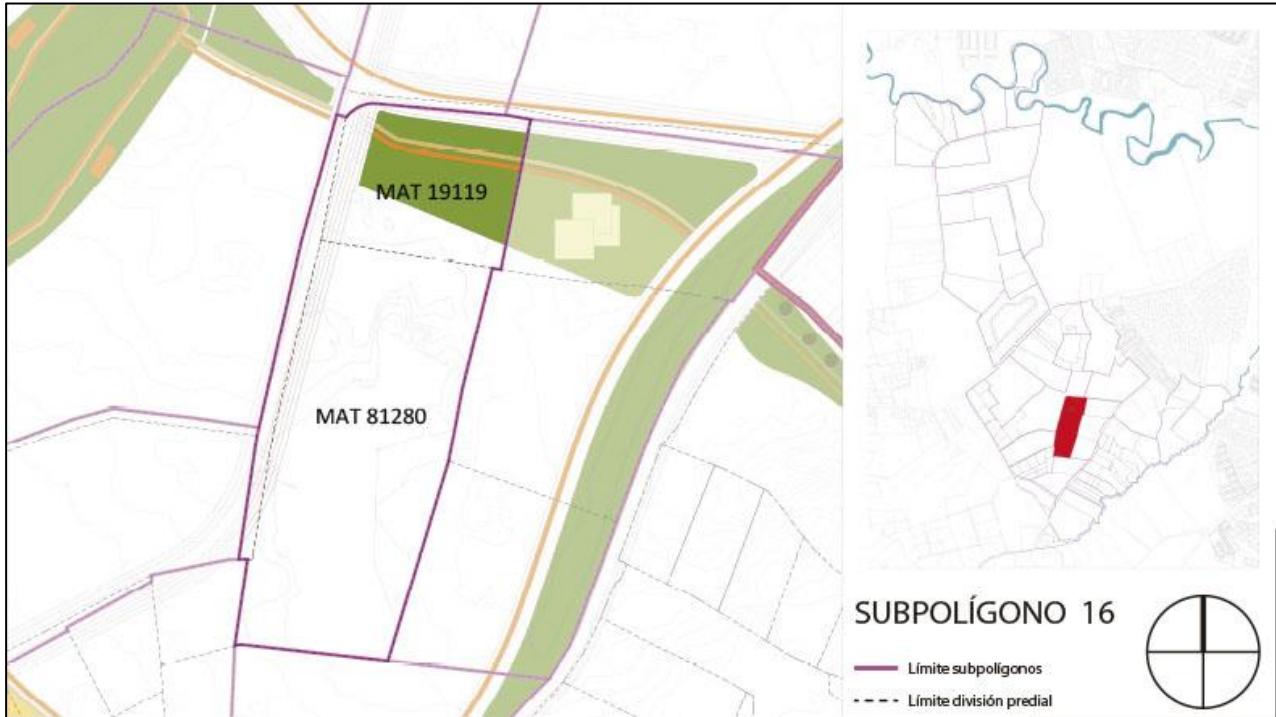 MAT 19119
MAT 81280
SUBPOLÍGONO 16
Límite subpolígonos
Límite división predial